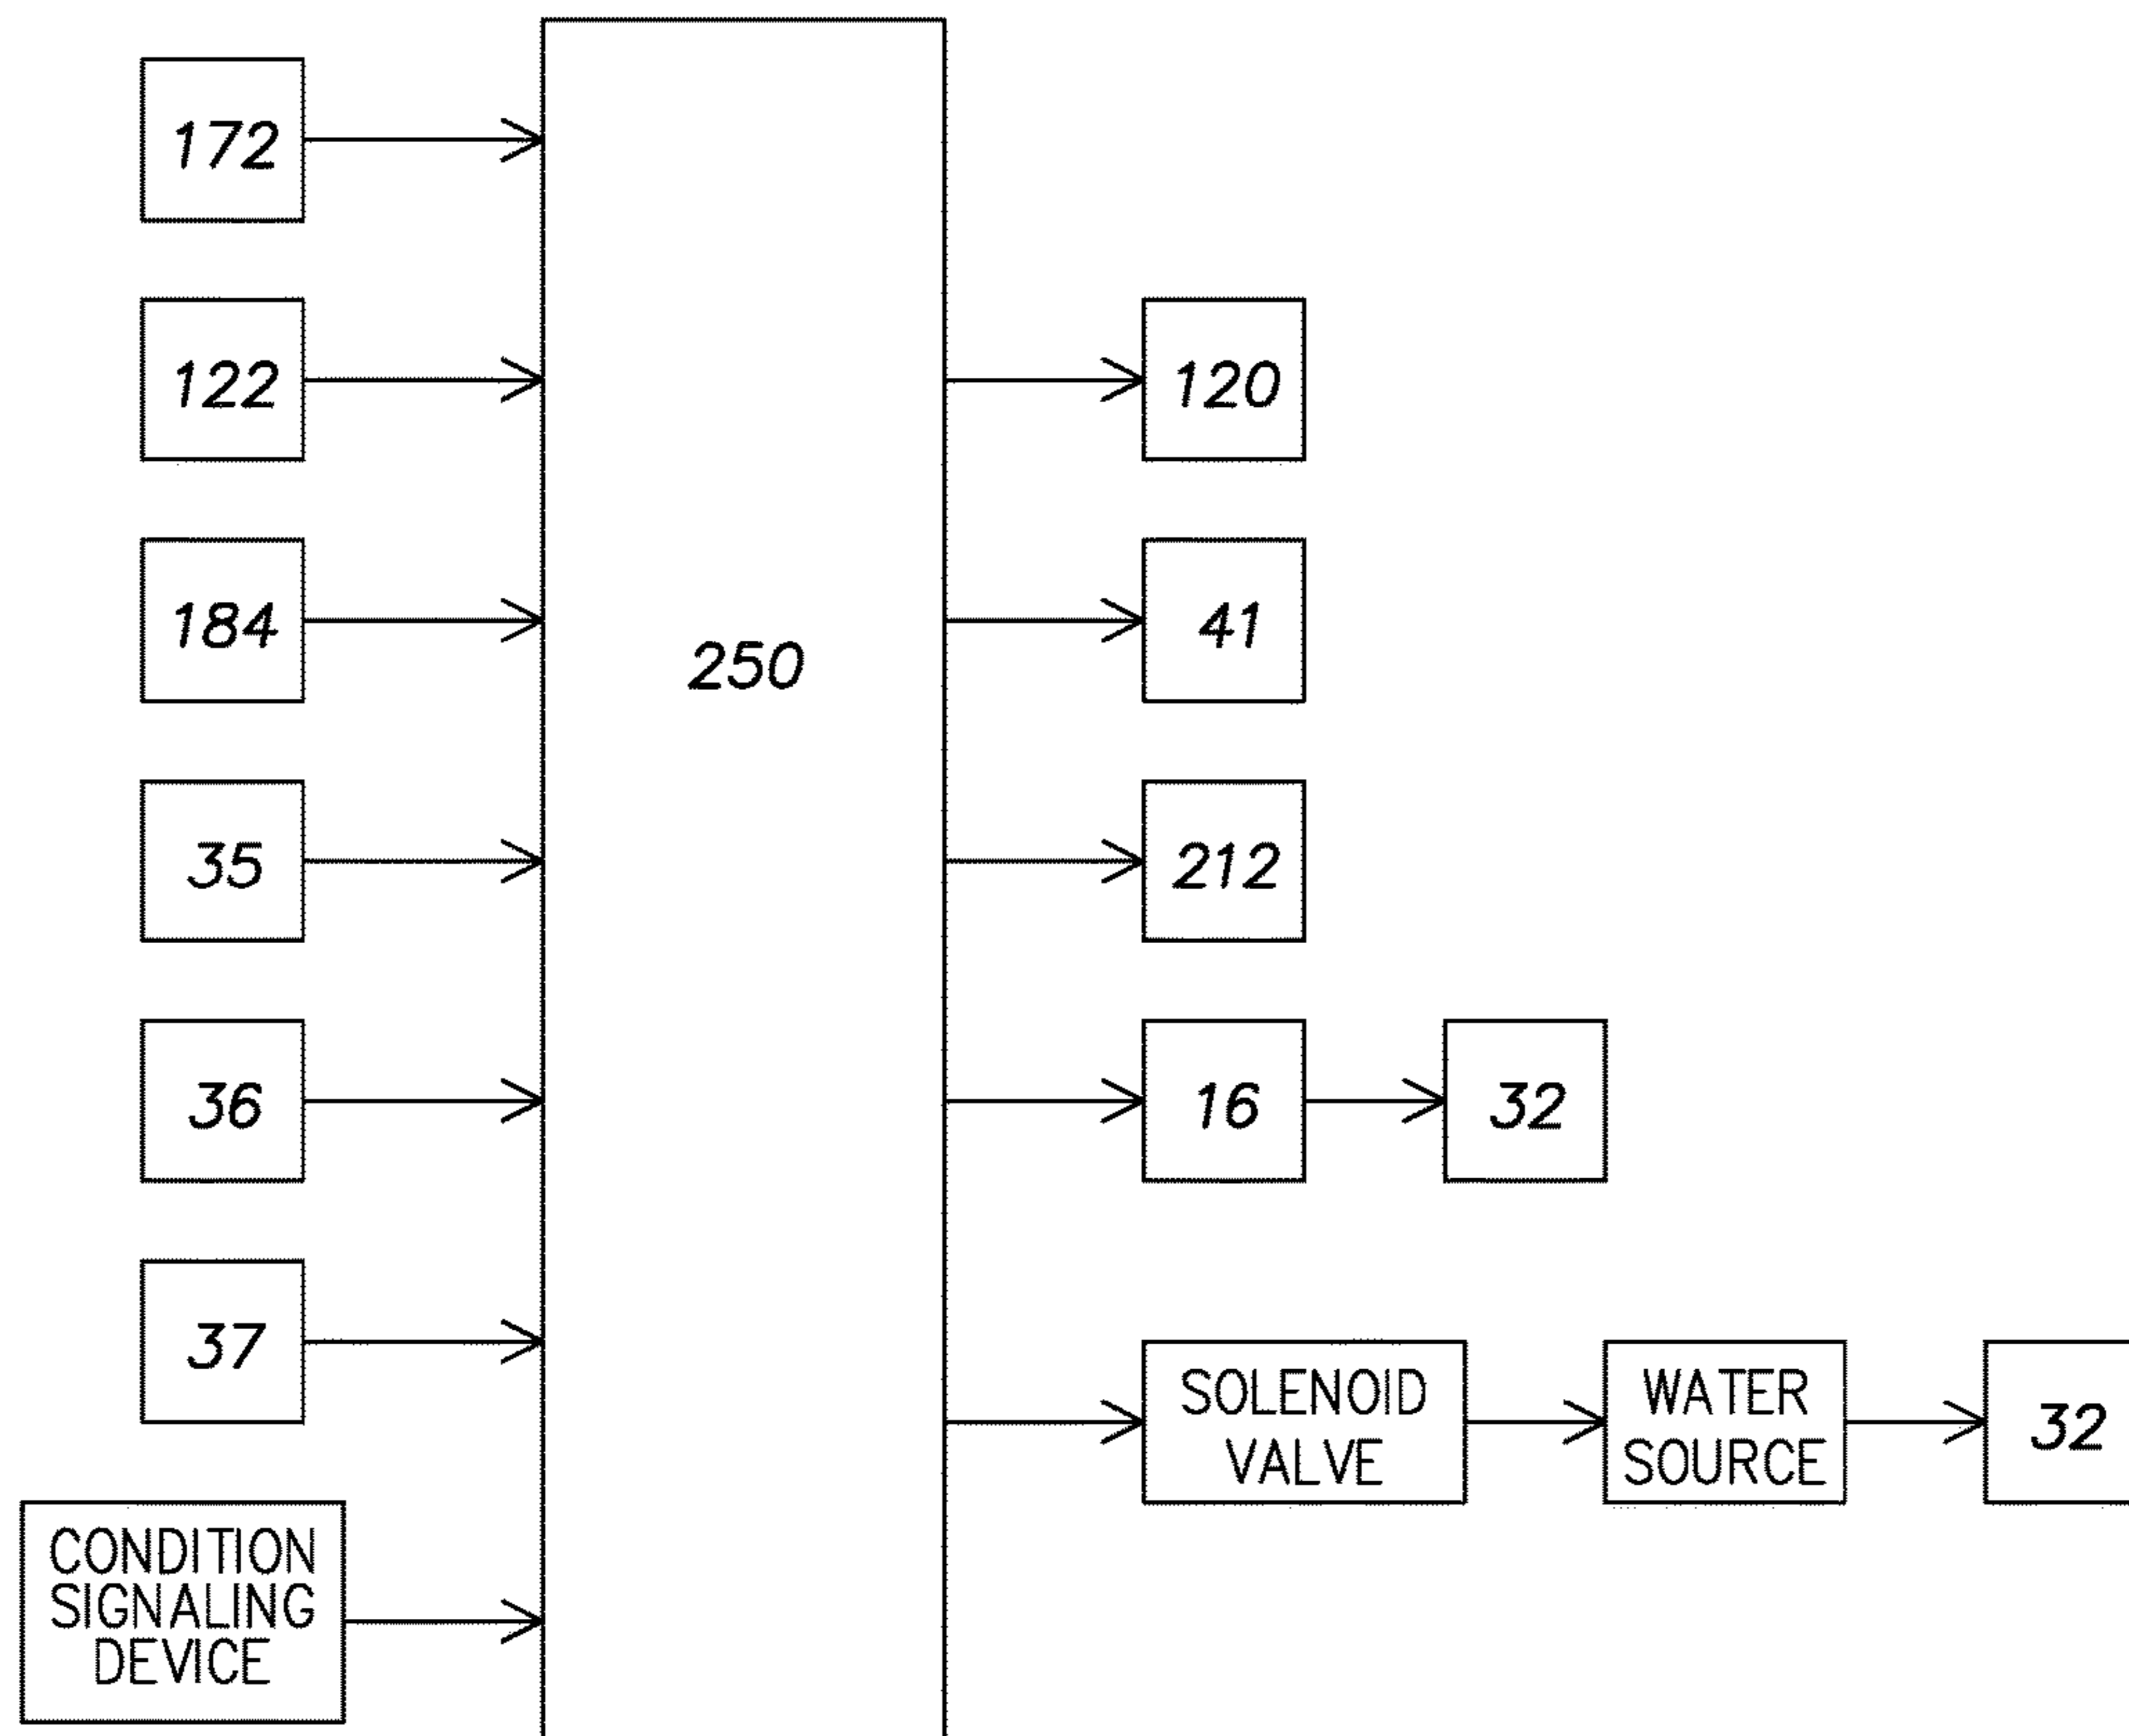 172
122
184
35
36
37
CONDITION
SIGNALING
DEVICE
250
120
41
212
16
32
SOLENOID
VALVE
WATER
SOURCE
32